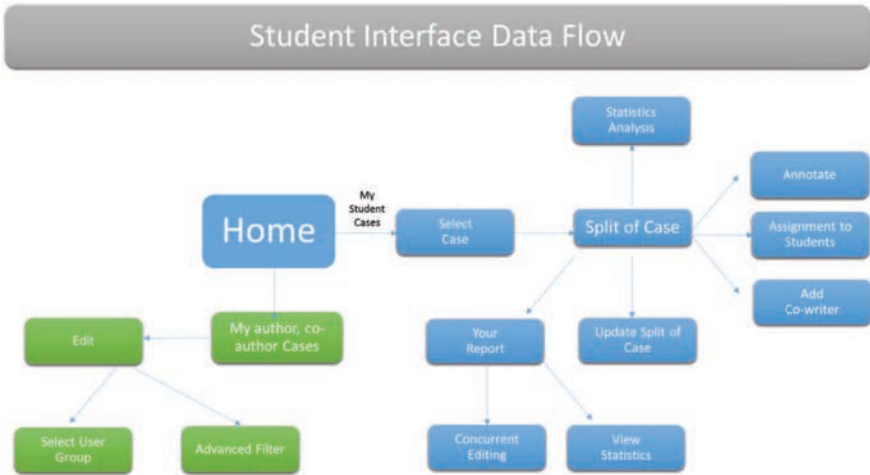 Student Interface Data Flow
Statistics
Analysis
Annotate
My
Student
Cases
Home
Select
Case
Split of Case
Assignment to
Students
Add
Co-writer
My author, co-
author Cases
Edit
Your
Report
Update Split of
Case
Select User
Group
Advanced Filter
Concurrent
Editing
View
Statistics